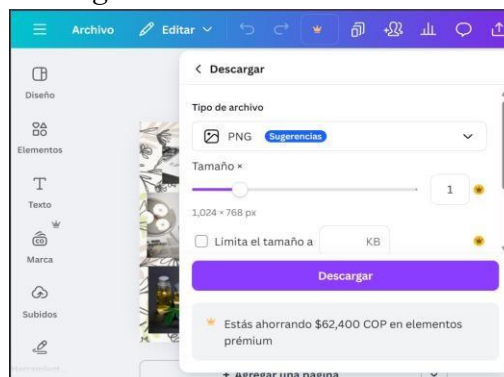 Archivo
Editar
Descargar
Diseño
Tipo de archivo
PNG Sugerencias
Elementos
Tamaño ×
Texto
1
1,024 × 768 px
CO
Limita el tamaño a KB
Marca
Descargar
Subidos
Estás ahorrando $62,400 COP en elementos
prémium
+ Agregar una página